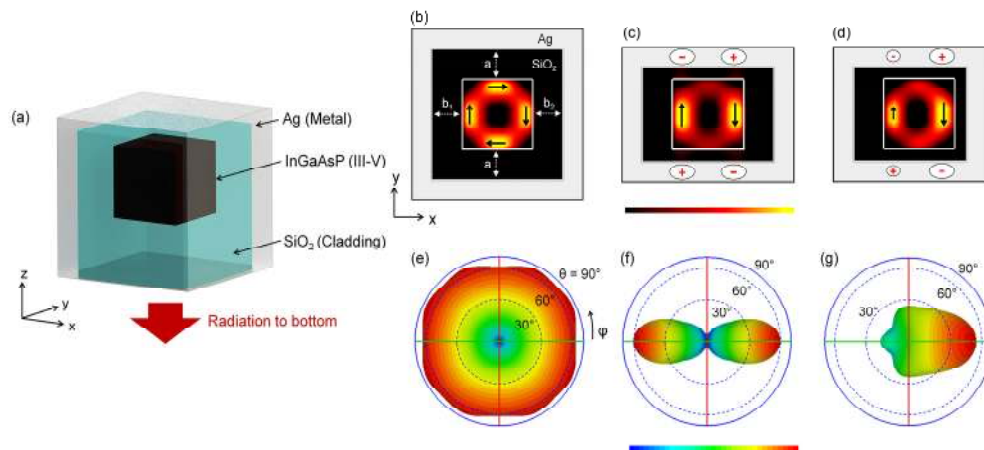 (a)
Ag (Metal)
InGaAsP (III-V)
SiO₂ (Cladding)
z
y
x
Radiation to bottom
(b)
Ag
SiO₂
a
b₁
b₂
a
y
x
(c)
- +
+ -
(d)
- +
+ -
(e)
θ = 90°
60°
30°
ψ
(f)
90°
60°
30°
(g)
90°
60°
30°